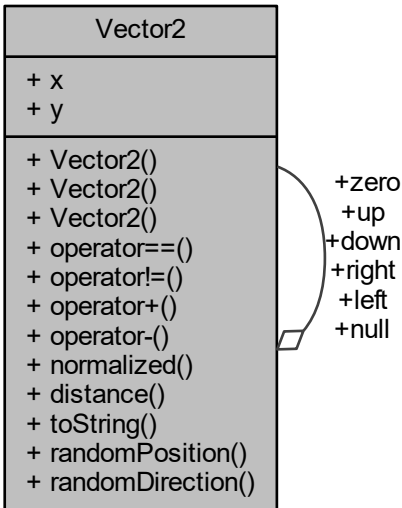 Vector2
+ x
+ y
+ Vector2()
+ Vector2()
+ Vector2()
+ operator==()
+ operator!=()
+ operator+()
+ operator-()
+ normalized()
+ distance()
+ toString()
+ randomPosition()
+ randomDirection()
+zero
+up
+down
+right
+left
+null